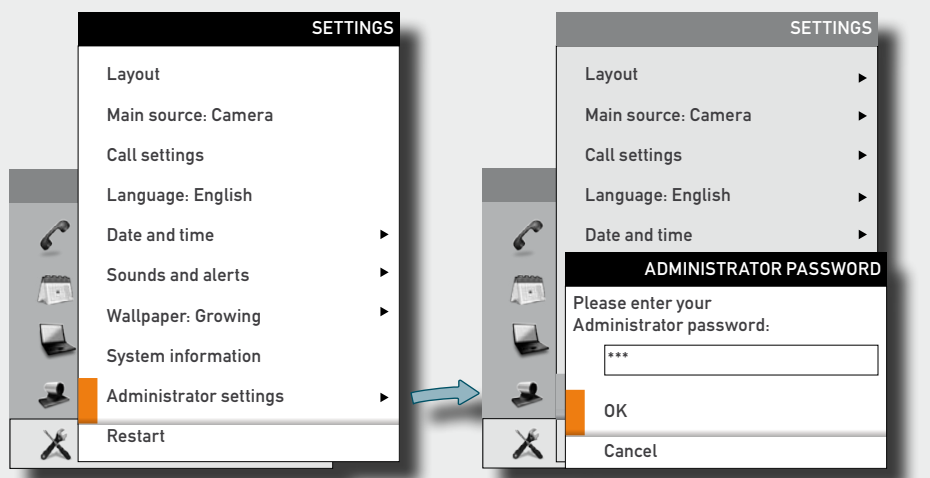 SETTINGS
Layout
Main source: Camera
Call settings
Language: English
Date and time
Sounds and alerts
Wallpaper: Growing
System information
Administrator settings
Restart
SETTINGS
Layout
Main source: Camera
Call settings
Language: English
Date and time
ADMINISTRATOR PASSWORD
Please enter your
Administrator password:
***
OK
Cancel